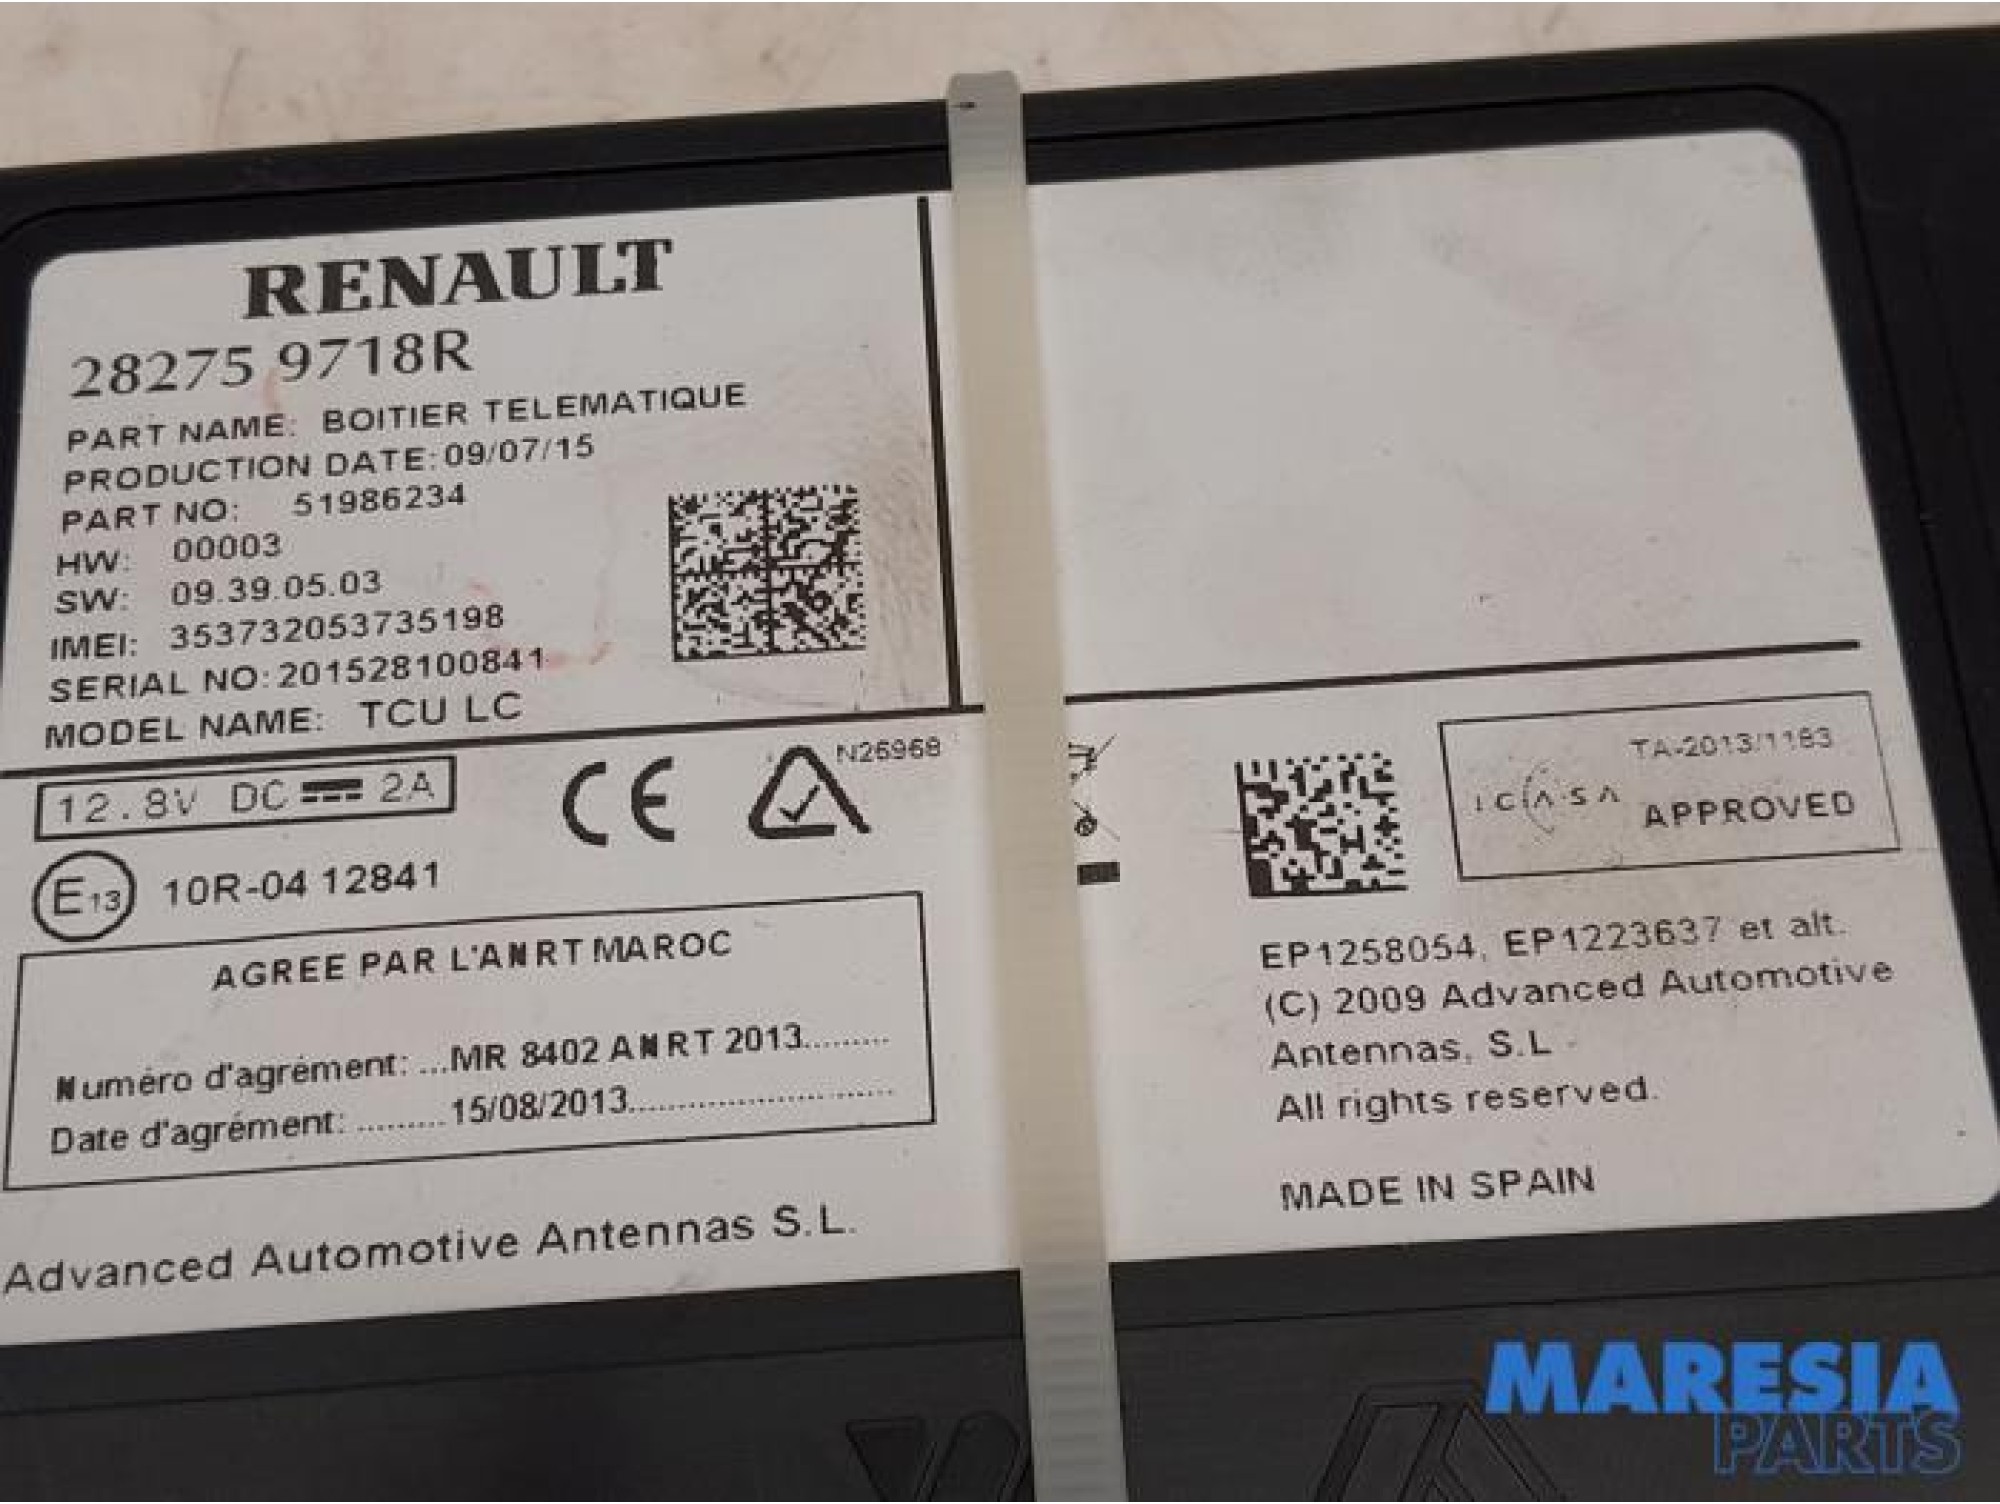 RENAULT
28275 9718R
PART NAME: BOITIER TELEMATIQUE
PRODUCTION DATE: 09/07/15
PART NO: 51986234
HW: 00003
SW: 09.39.05.03
IMEI: 353732053735198
SERIAL NO: 201528100841
MODEL NAME: TCU LC
12.8V DC 2A
CE
N25968
E13 10R-04 12841
AGREE PAR L'ANRT MAROC
Numéro d'agrément: ...MR 8402 ANRT 2013.........
Date d'agrément: .........15/08/2013............................
Advanced Automotive Antennas S.L.
TA-2013/1183
ICASA
APPROVED
EP1258054, EP1223637 et alt.
(C) 2009 Advanced Automotive
Antennas, S.L
All rights reserved.
MADE IN SPAIN
MARESIA
PARTS